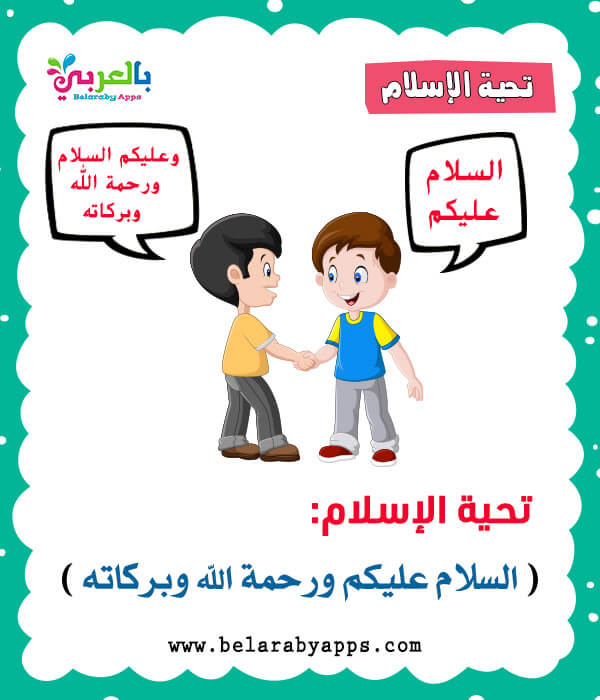 بالعربي
Belaraby Apps
تحية الإسلام
السلام
عليكم
وعليكم السلام
ورحمة الله
وبركاته
تحية الإسلام:
( السلام عليكم ورحمة الله وبركاته )
www.belarabyapps.com